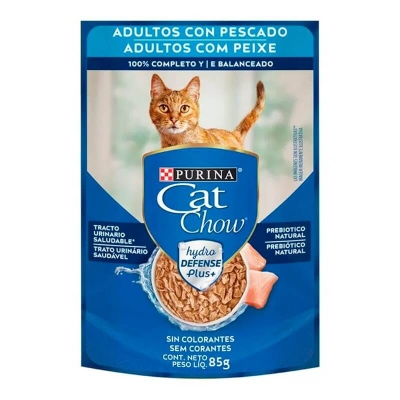 ADULTOS CON PESCADO
ADULTOS COM PEIXE
100% COMPLETO Y | E BALANCEADO
PURINA®
Cat
Chow®
hydro
DEFENSE
Plus+
TRACTO
URINARIO
SALUDABLE*
TRATO URINÁRIO
SAUDÁVEL
PREBIOTICO
NATURAL
PREBIÓTICO
NATURAL
SIN COLORANTES
SEM CORANTES
CONT. NETO
PESO LÍQ. 85g